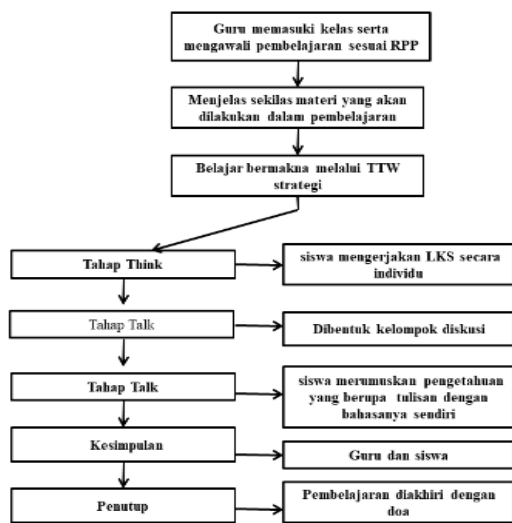 Guru memasuki kelas serta
mengawali pembelajaran sesuai RPP
Menjelas sekilas materi yang akan
dilakukan dalam pembelajaran
Belajar bermakna melalui TTW
strategi
Tahap Think
siswa mengerjakan LKS secara
individu
Tahap Talk
Dibentuk kelompok diskusi
Tahap Talk
siswa merumuskan pengetahuan
yang berupa tulisan dengan
bahasanya sendiri
Kesimpulan
Guru dan siswa
Penutup
Pembelajaran diakhiri dengan
doa